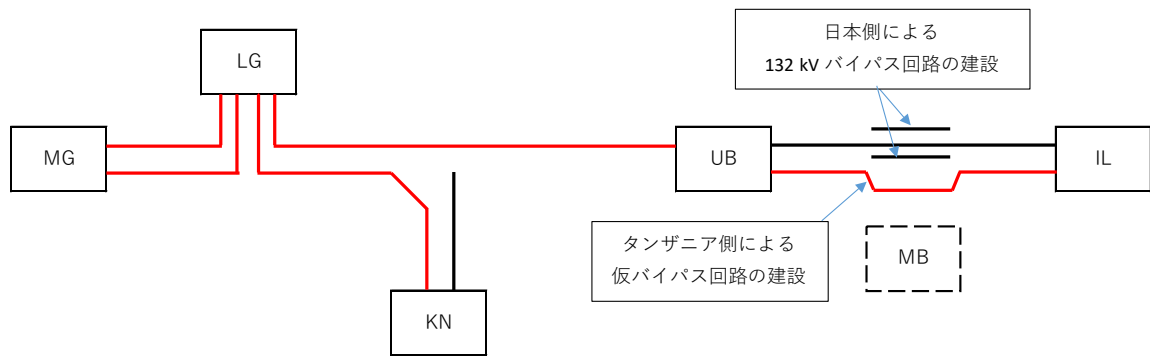 日本側による
132 kV バイパス回路の建設
LG
MG
UB
IL
タンザニア側による
仮バイパス回路の建設
MB
KN